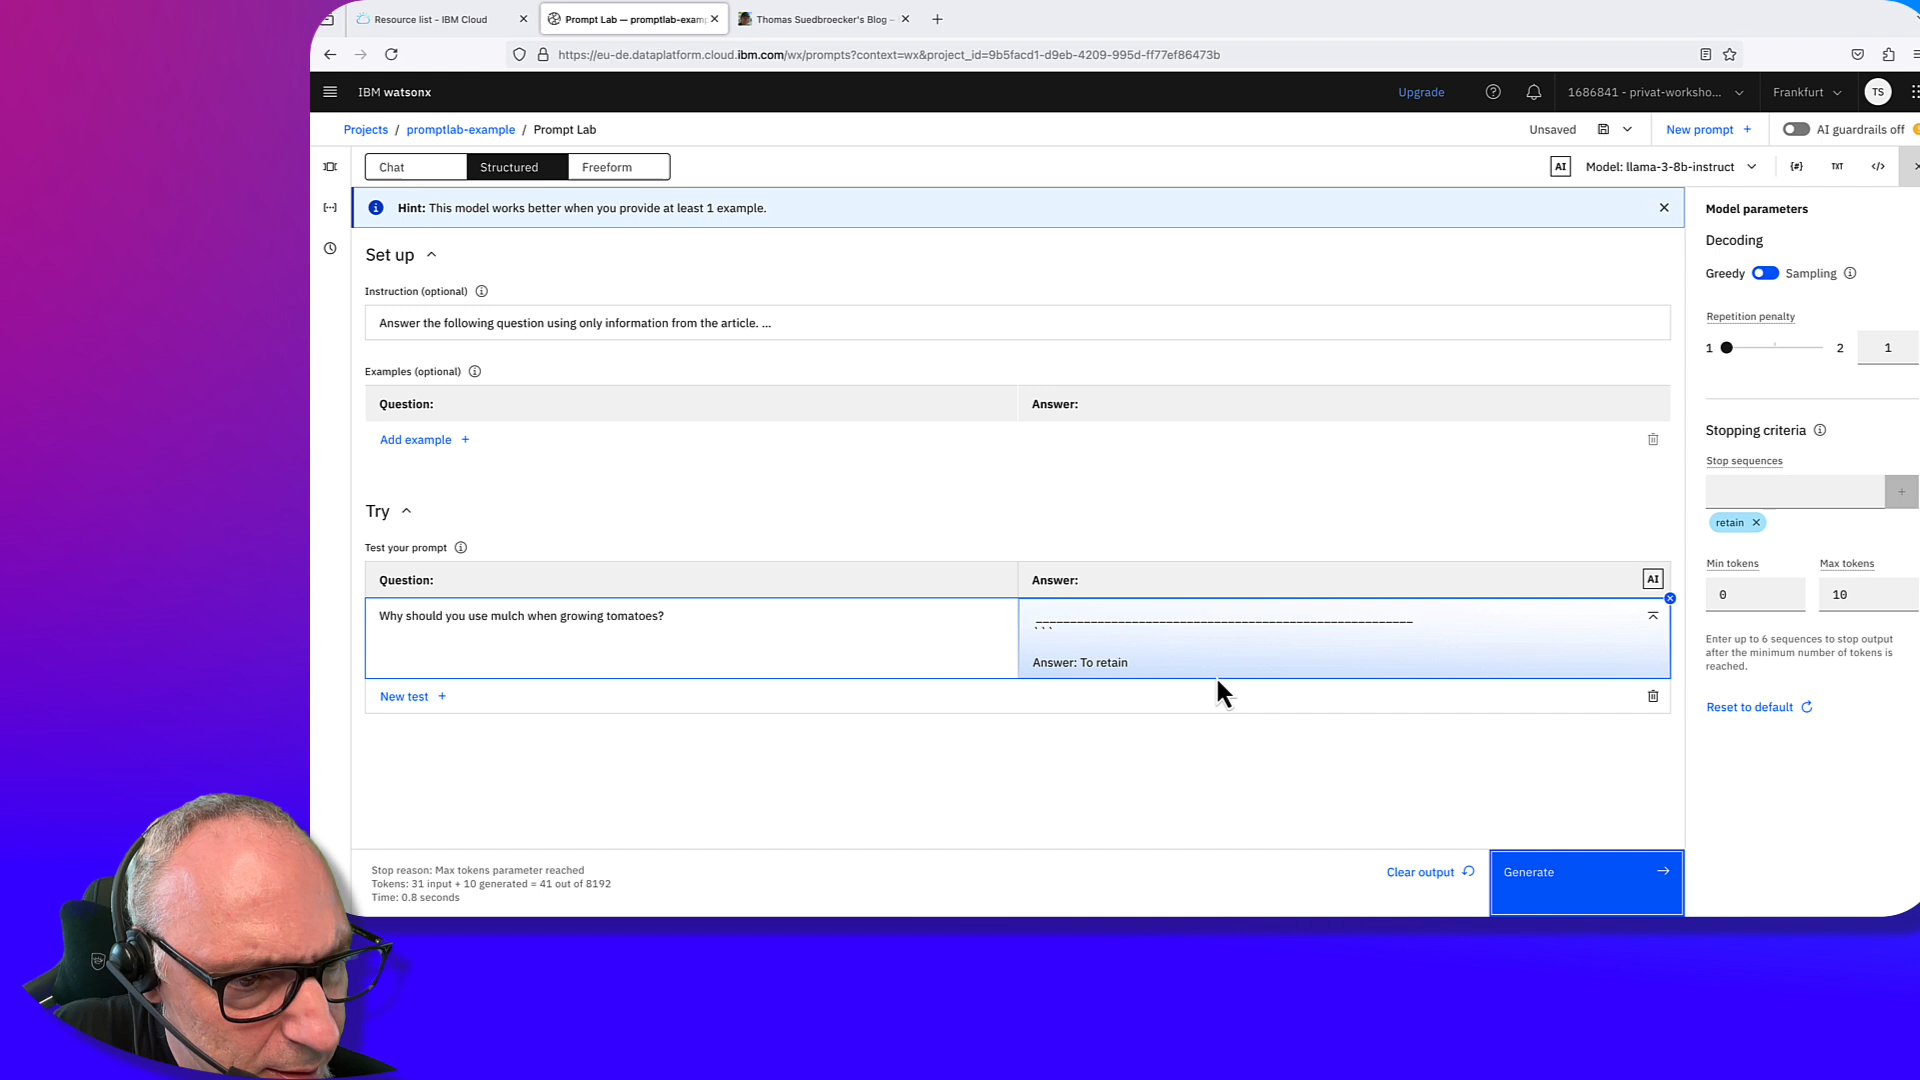 Resource list - IBM Cloud
Prompt Lab — promptlab-exam
Thomas Suedbroecker's Blog –
https://eu-de.dataplatform.cloud.ibm.com/wx/prompts?context=wx&project_id=9b5facd1-d9eb-4209-995d-ff77ef86473b
IBM watsonx
Upgrade
1686841 - privat-worksho...
Frankfurt
TS
Projects / promptlab-example / Prompt Lab
Unsaved
New prompt +
AI guardrails off
Chat
Structured
Freeform
AI
Model: llama-3-8b-instruct
{#}
TXT
</>
Hint: This model works better when you provide at least 1 example.
Set up
Instruction (optional)
Answer the following question using only information from the article. ...
Examples (optional)
Question:
Answer:
Add example +
Try
Test your prompt
Question:
Answer:
AI
Why should you use mulch when growing tomatoes?
_______________________________________________________
```
Answer: To retain
New test +
Stop reason: Max tokens parameter reached
Tokens: 31 input + 10 generated = 41 out of 8192
Time: 0.8 seconds
Clear output
Generate
Model parameters
Decoding
Greedy
Sampling
Repetition penalty
1
2
1
Stopping criteria
Stop sequences
+
retain ×
Min tokens
Max tokens
0
10
Enter up to 6 sequences to stop output
after the minimum number of tokens is
reached.
Reset to default